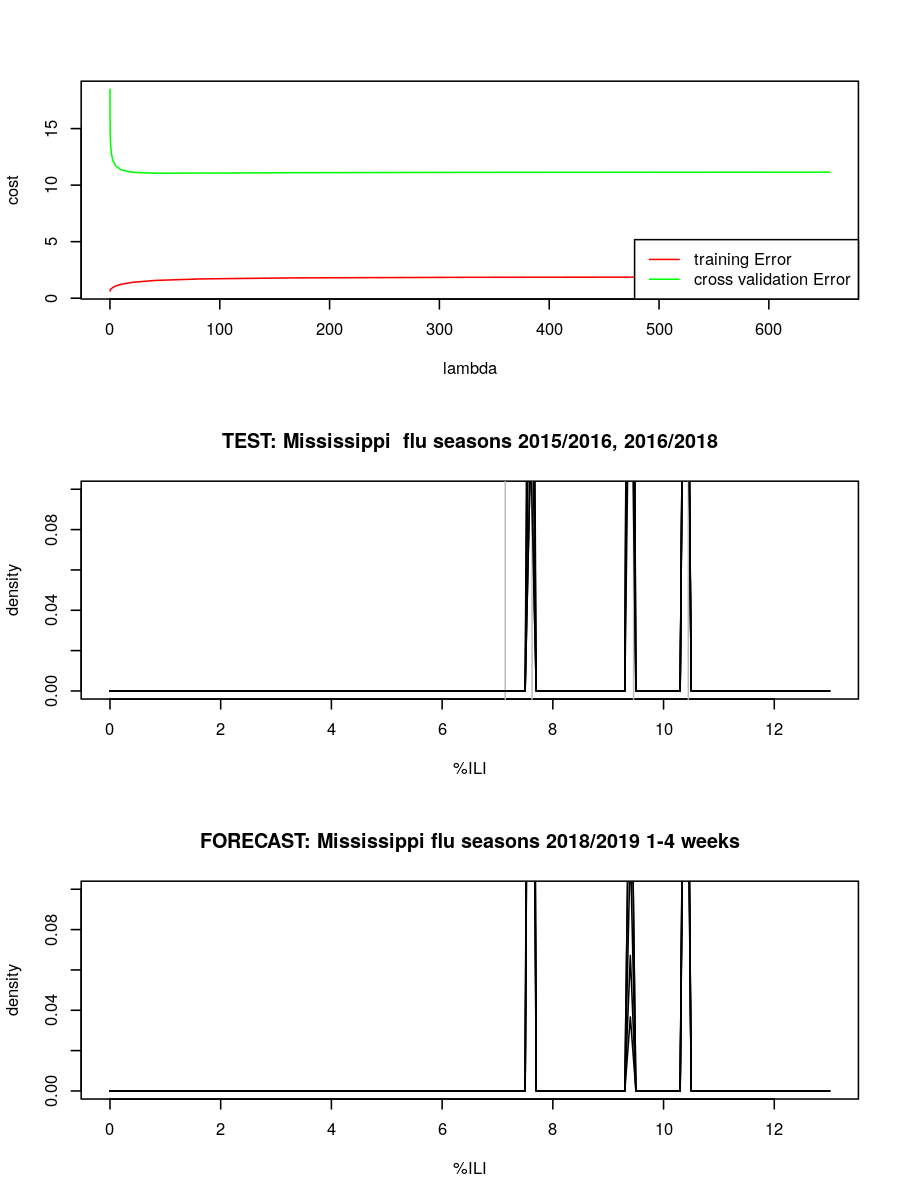 15
10
5
0
cost
training Error
cross validation Error
0 100 200 300 400 500 600
lambda
TEST: Mississippi  flu seasons 2015/2016, 2016/2018
0.08
0.04
0.00
density
0 2 4 6 8 10 12
%ILI
FORECAST: Mississippi flu seasons 2018/2019 1-4 weeks
0.08
0.04
0.00
density
0 2 4 6 8 10 12
%ILI